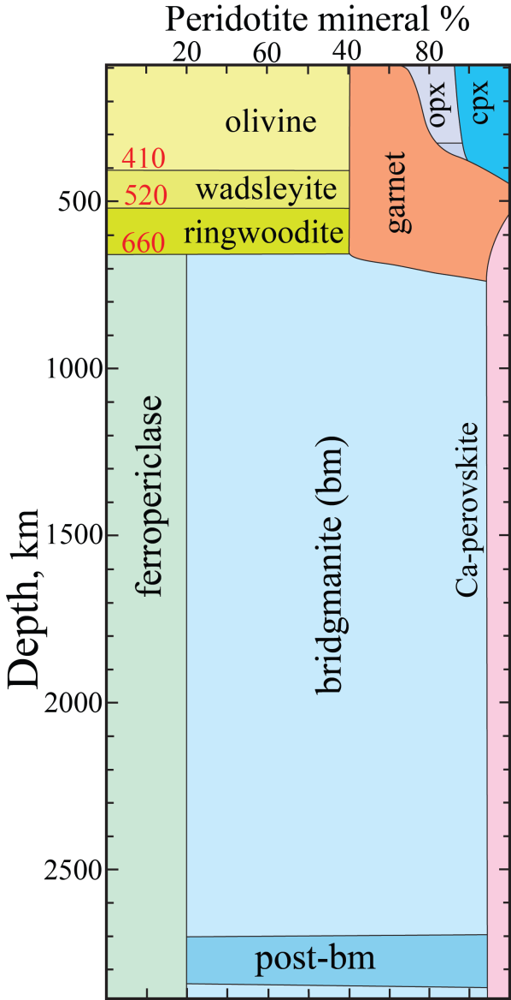 Peridotite mineral %
20 60 40 80
olivine
opx
cpx
410
garnet
wadsleyite
520
500
ringwoodite
660
1000
ferropericlase
bridgmanite (bm)
Ca-perovskite
1500
Depth, km
2000
2500
post-bm